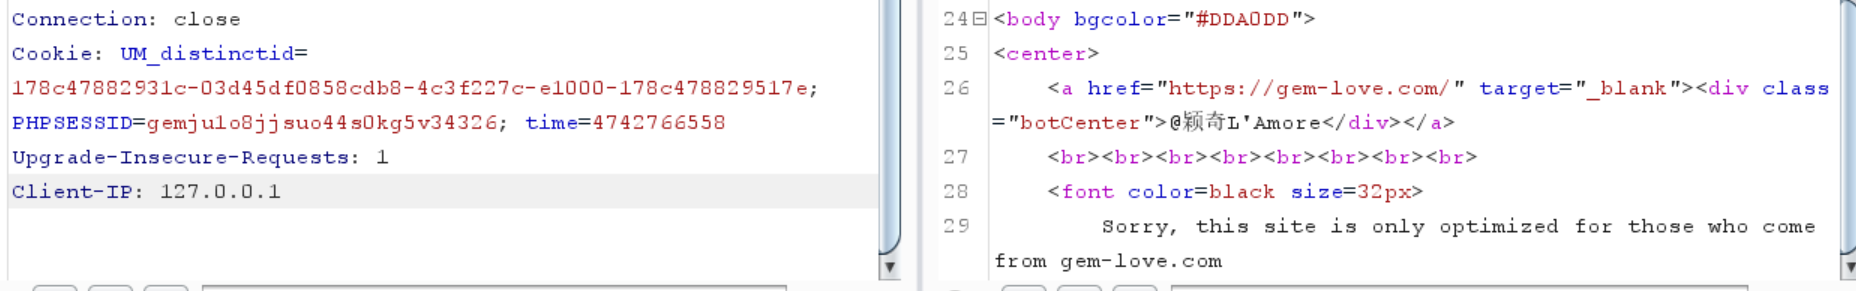 Connection: close
Cookie: UM_distinctid=
178c47882931c-03d45df0858cdb8-4c3f227c-e1000-178c478829517e;
PHPSESSID=gemju1o8jjsuo44s0kg5v34326; time=4742766558
Upgrade-Insecure-Requests: 1
Client-IP: 127.0.0.1
24 <body bgcolor="#DDA0DD">
25 <center>
26 <a href="https://gem-love.com/" target="_blank"><div class
="botCenter">@颖奇L'Amore</div></a>
27 <br><br><br><br><br><br><br><br>
28 <font color=black size=32px>
29 Sorry, this site is only optimized for those who come
from gem-love.com